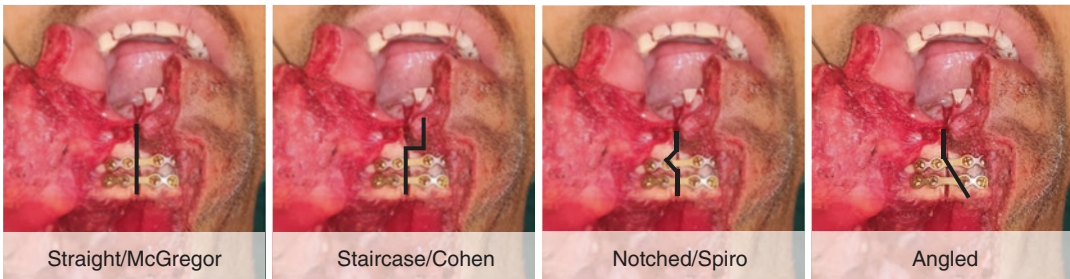 Straight/McGregor
Staircase/Cohen
Notched/Spiro
Angled